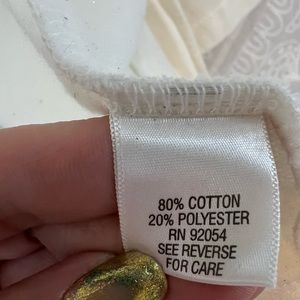 80% COTTON
20% POLYESTER
RN 92054
SEE REVERSE
FOR CARE